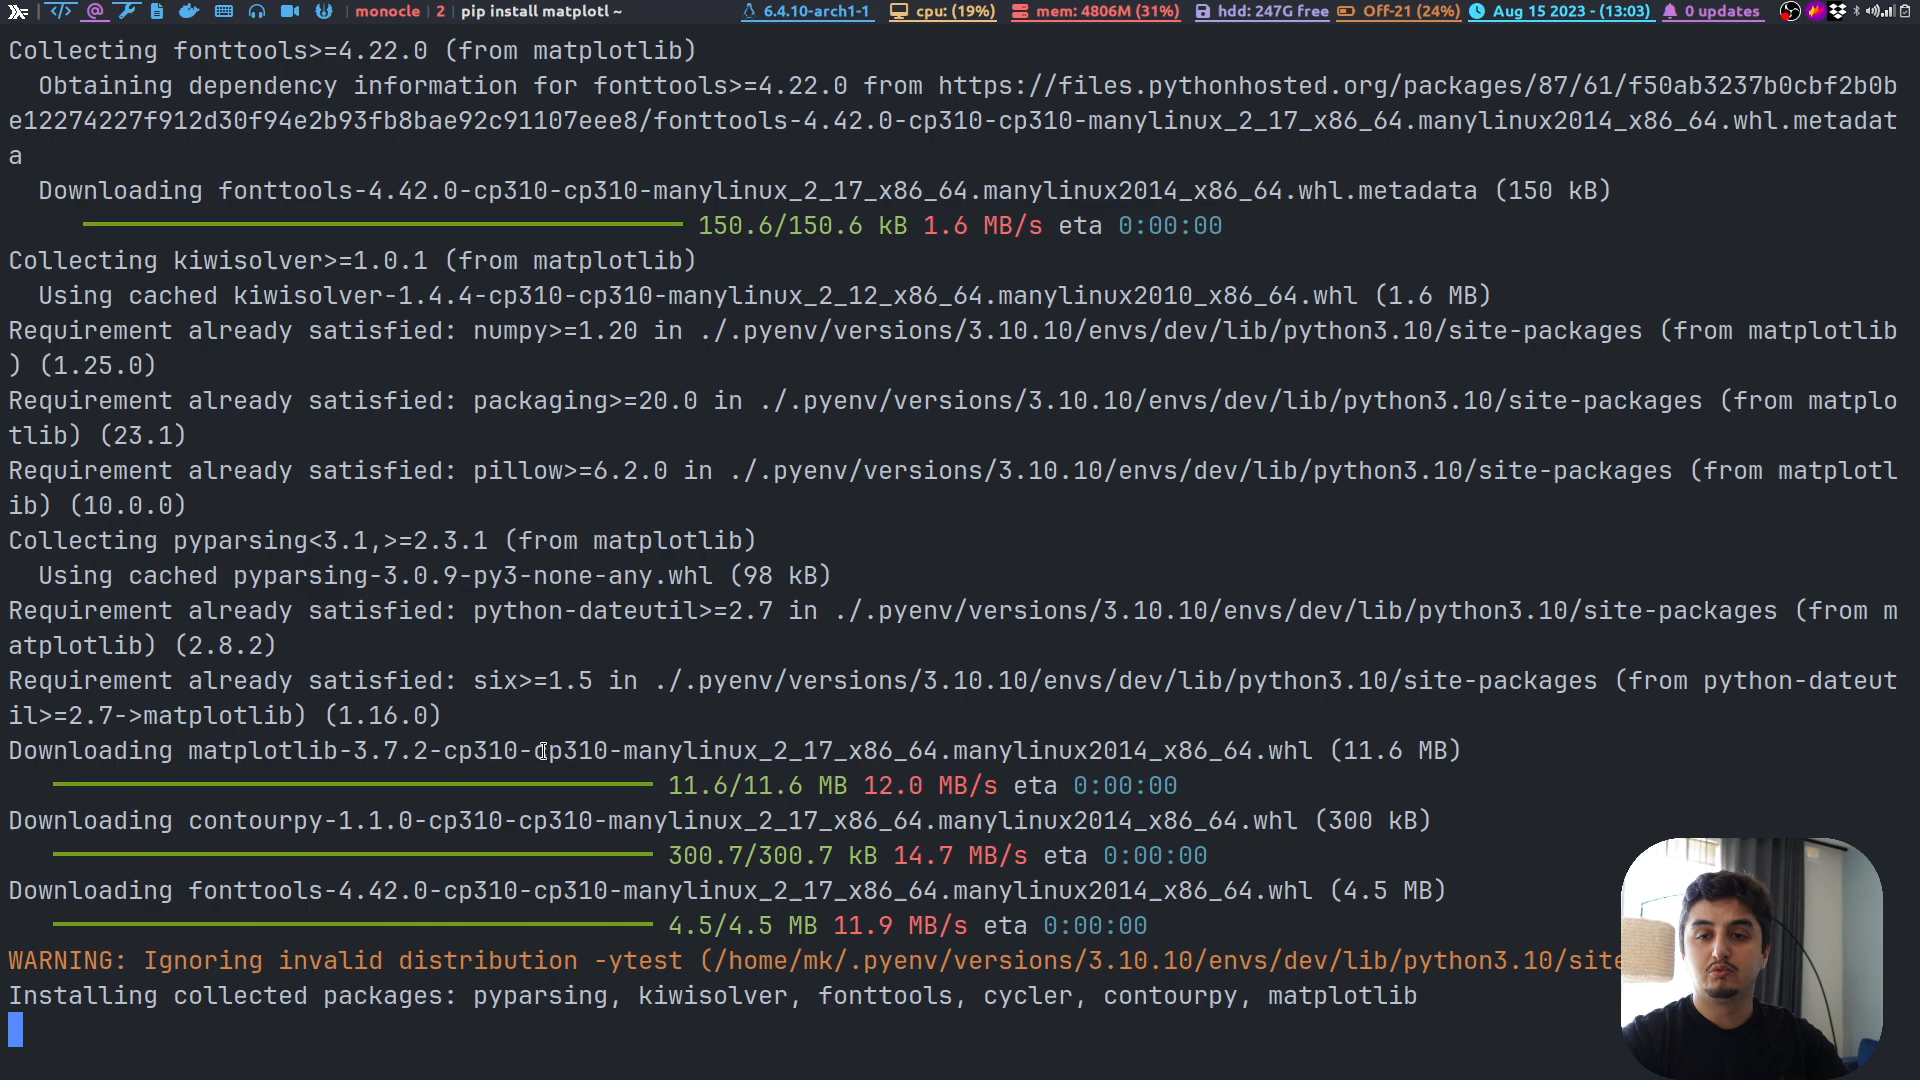 monocle 2 pip install matplotl ~ 6.4.10-arch1-1 cpu: (19%) mem: 4806M (31%) hdd: 247G free Off-21 (24%) Aug 15 2023 - (13:03) 0 updates
Collecting fonttools>=4.22.0 (from matplotlib)
  Obtaining dependency information for fonttools>=4.22.0 from https://files.pythonhosted.org/packages/87/61/f50ab3237b0cbf2b0b
e12274227f912d30f94e2b93fb8bae92c91107eee8/fonttools-4.42.0-cp310-cp310-manylinux_2_17_x86_64.manylinux2014_x86_64.whl.metadat
a
  Downloading fonttools-4.42.0-cp310-cp310-manylinux_2_17_x86_64.manylinux2014_x86_64.whl.metadata (150 kB)
150.6/150.6 kB 1.6 MB/s eta 0:00:00
Collecting kiwisolver>=1.0.1 (from matplotlib)
  Using cached kiwisolver-1.4.4-cp310-cp310-manylinux_2_12_x86_64.manylinux2010_x86_64.whl (1.6 MB)
Requirement already satisfied: numpy>=1.20 in ./.pyenv/versions/3.10.10/envs/dev/lib/python3.10/site-packages (from matplotlib
) (1.25.0)
Requirement already satisfied: packaging>=20.0 in ./.pyenv/versions/3.10.10/envs/dev/lib/python3.10/site-packages (from matplo
tlib) (23.1)
Requirement already satisfied: pillow>=6.2.0 in ./.pyenv/versions/3.10.10/envs/dev/lib/python3.10/site-packages (from matplotl
ib) (10.0.0)
Collecting pyparsing<3.1,>=2.3.1 (from matplotlib)
  Using cached pyparsing-3.0.9-py3-none-any.whl (98 kB)
Requirement already satisfied: python-dateutil>=2.7 in ./.pyenv/versions/3.10.10/envs/dev/lib/python3.10/site-packages (from m
atplotlib) (2.8.2)
Requirement already satisfied: six>=1.5 in ./.pyenv/versions/3.10.10/envs/dev/lib/python3.10/site-packages (from python-dateut
il>=2.7->matplotlib) (1.16.0)
Downloading matplotlib-3.7.2-cp310-cp310-manylinux_2_17_x86_64.manylinux2014_x86_64.whl (11.6 MB)
11.6/11.6 MB 12.0 MB/s eta 0:00:00
Downloading contourpy-1.1.0-cp310-cp310-manylinux_2_17_x86_64.manylinux2014_x86_64.whl (300 kB)
300.7/300.7 kB 14.7 MB/s eta 0:00:00
Downloading fonttools-4.42.0-cp310-cp310-manylinux_2_17_x86_64.manylinux2014_x86_64.whl (4.5 MB)
4.5/4.5 MB 11.9 MB/s eta 0:00:00
WARNING: Ignoring invalid distribution -ytest (/home/mk/.pyenv/versions/3.10.10/envs/dev/lib/python3.10/site
Installing collected packages: pyparsing, kiwisolver, fonttools, cycler, contourpy, matplotlib